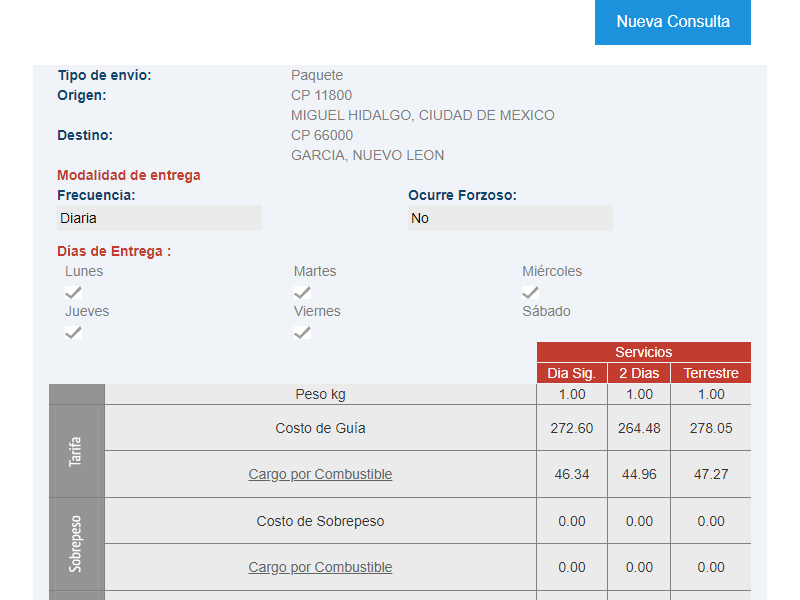 Nueva Consulta
Tipo de envío: Paquete
Origen: CP 11800
MIGUEL HIDALGO, CIUDAD DE MEXICO
Destino: CP 66000
GARCIA, NUEVO LEON
Modalidad de entrega
Frecuencia: Ocurre Forzoso:
Diaria No
Días de Entrega :
Lunes Martes Miércoles
Jueves Viernes Sábado
Servicios
Dia Sig. 2 Dias Terrestre
Peso kg 1.00 1.00 1.00
Tarifa
Costo de Guía 272.60 264.48 278.05
Cargo por Combustible 46.34 44.96 47.27
Sobrepeso
Costo de Sobrepeso 0.00 0.00 0.00
Cargo por Combustible 0.00 0.00 0.00